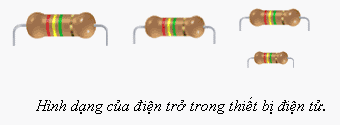 Hình dạng của điện trở trong thiết bị điện tử.